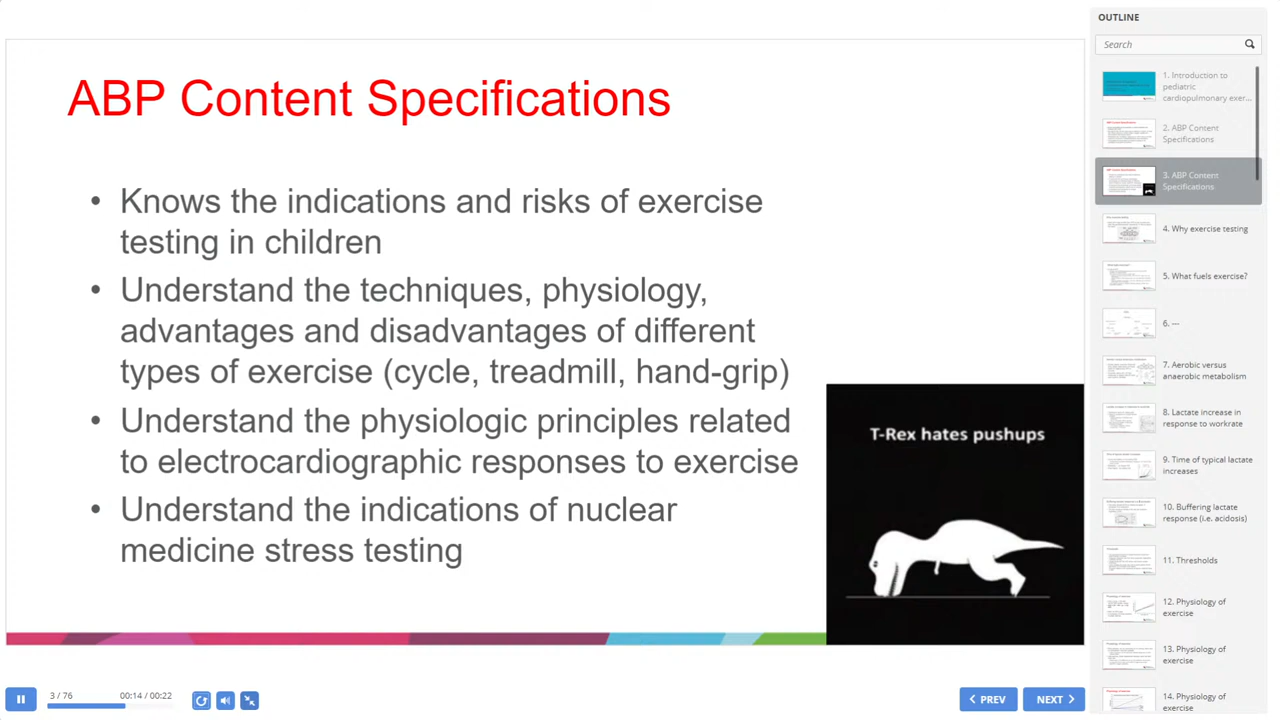 ABP Content Specifications
• Knows the indications and risks of exercise
testing in children
• Understand the techniques, physiology,
advantages and disadvantages of different
types of exercise (cycle, treadmill, hand-grip)
• Understand the physiologic principles related
to electrocardiographic responses to exercise
• Understand the indications of nuclear
medicine stress testing
T-Rex hates pushups
3 / 76
00:14 / 00:22
PREV
NEXT
OUTLINE
Search
1. Introduction to
pediatric
cardiopulmonary exer...
2. ABP Content
Specifications
3. ABP Content
Specifications
4. Why exercise testing
5. What fuels exercise?
6. ---
7. Aerobic versus
anaerobic metabolism
8. Lactate increase in
response to workrate
9. Time of typical lactate
increases
10. Buffering lactate
response (i.e. acidosis)
11. Thresholds
12. Physiology of
exercise
13. Physiology of
exercise
14. Physiology of
exercise